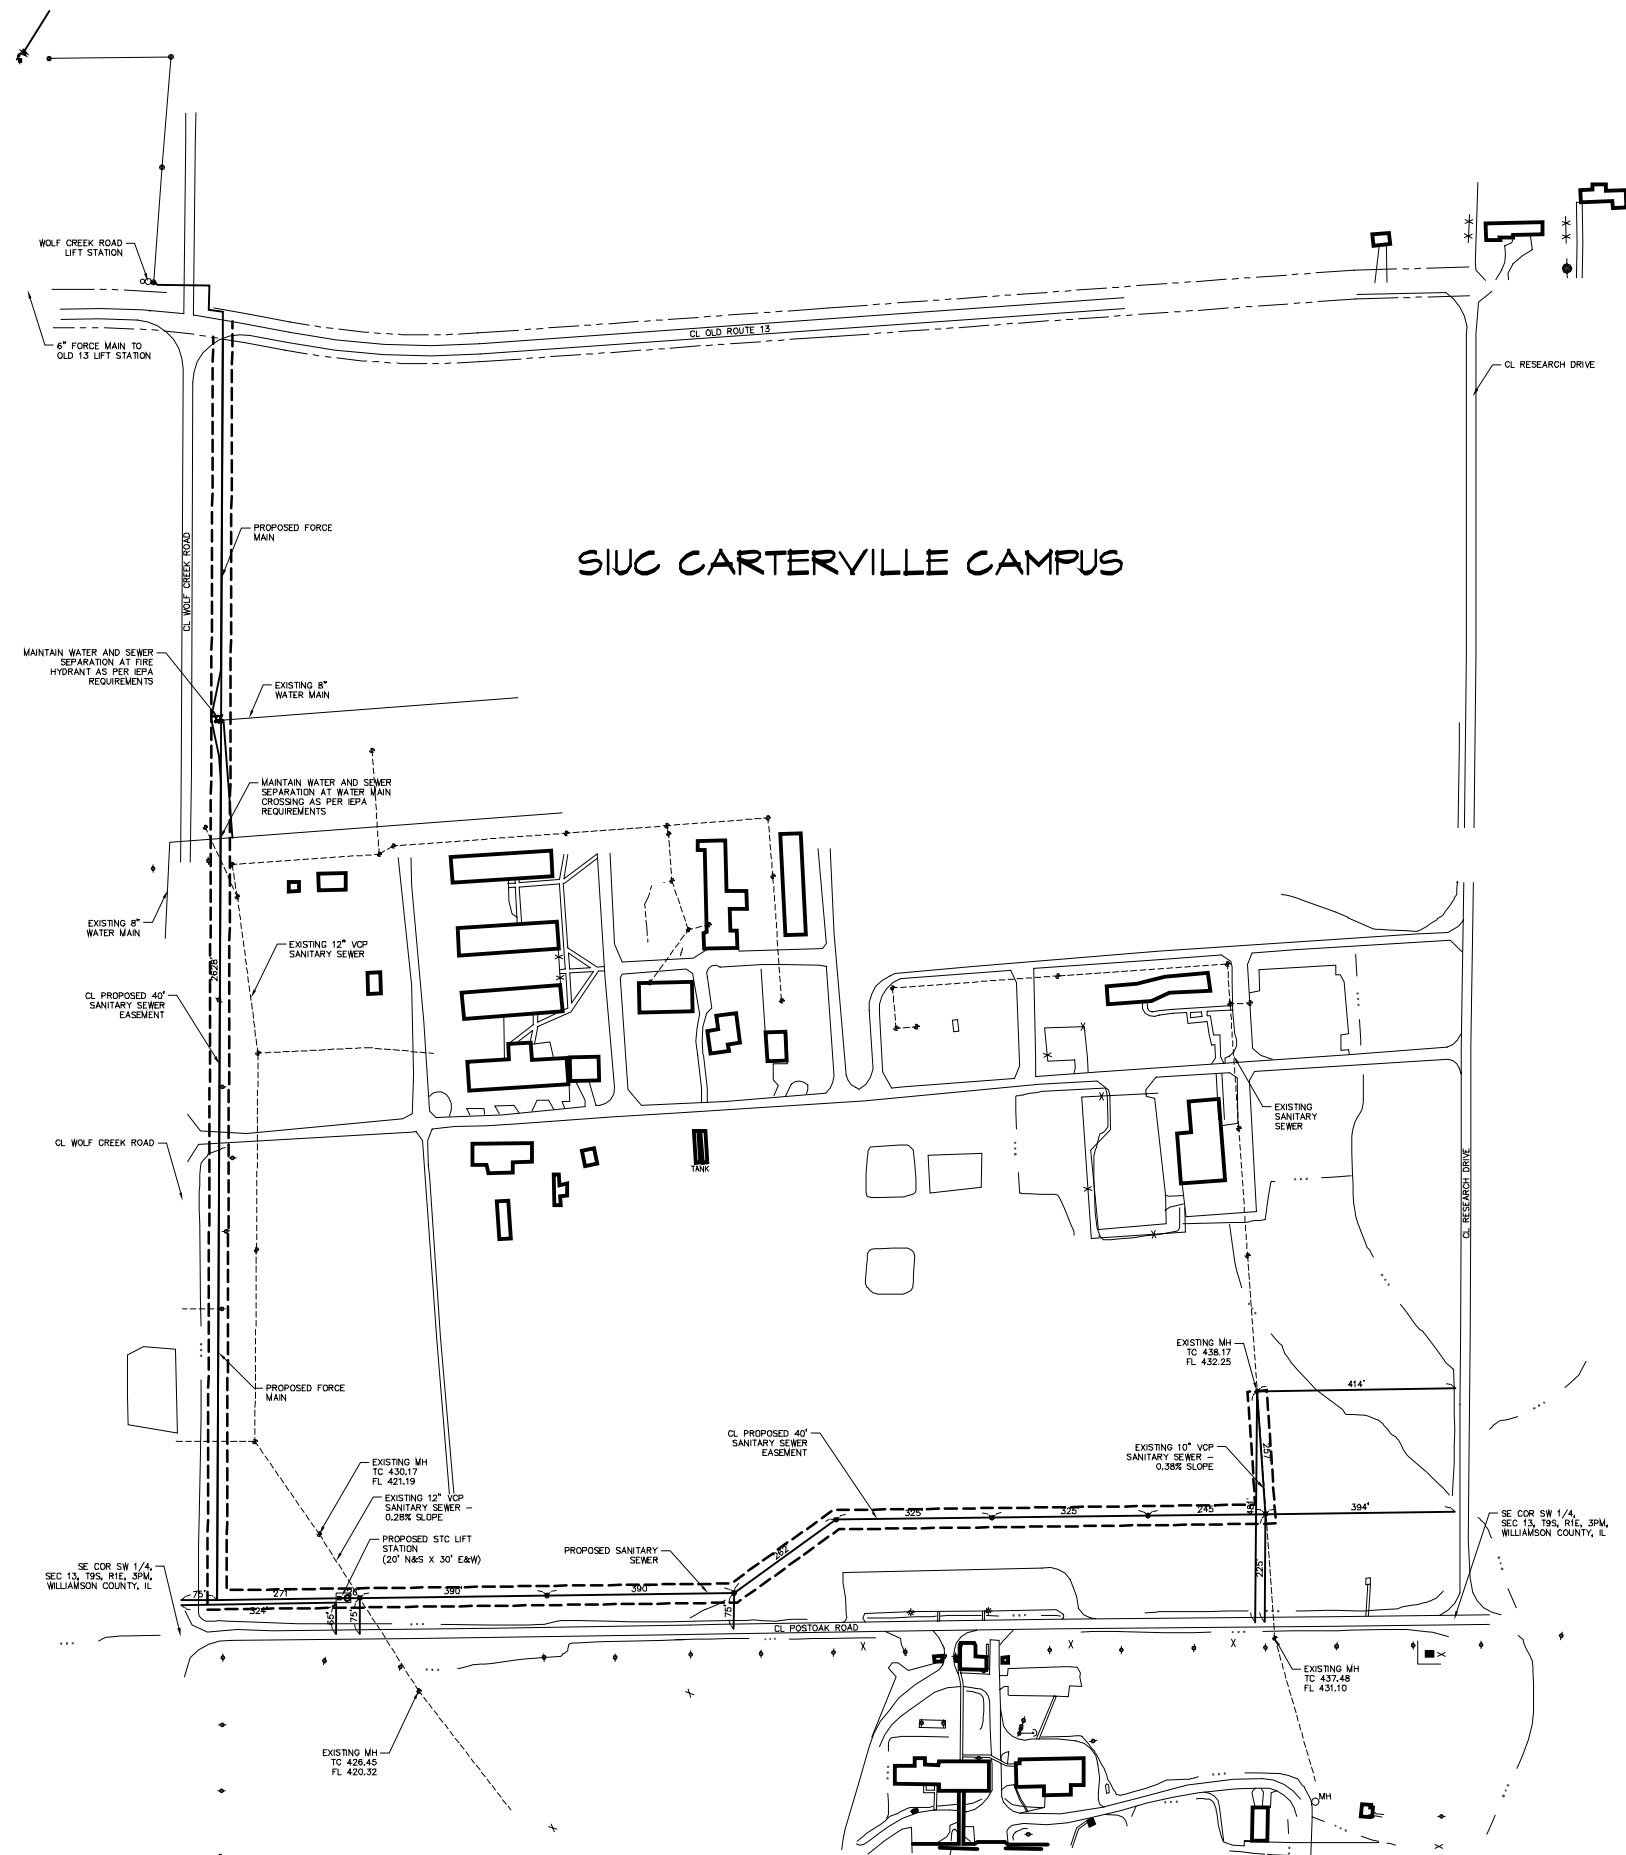 WOLF CREEK ROAD
LIFT STATION
6" FORCE MAIN TO
OLD 13 LIFT STATION
CL OLD ROUTE 13
CL RESEARCH DRIVE
PROPOSED FORCE
MAIN
CL WOLF CREEK ROAD
SIUC CARTERVILLE CAMPUS
MAINTAIN WATER AND SEWER
SEPARATION AT FIRE
HYDRANT AS PER IEPA
REQUIREMENTS
EXISTING 8"
WATER MAIN
MAINTAIN WATER AND SEWER
SEPARATION AT WATER MAIN
CROSSING AS PER IEPA
REQUIREMENTS
EXISTING 8"
WATER MAIN
EXISTING 12" VCP
SANITARY SEWER
2628'
CL PROPOSED 40'
SANITARY SEWER
EASEMENT
EXISTING
SANITARY
SEWER
CL WOLF CREEK ROAD
TANK
CL RESEARCH DRIVE
EXISTING MH
TC 438.17
FL 432.25
414'
PROPOSED FORCE
MAIN
CL PROPOSED 40'
SANITARY SEWER
EASEMENT
EXISTING 10" VCP
SANITARY SEWER -
0.38% SLOPE
257'
EXISTING MH
TC 430.17
FL 421.19
EXISTING 12" VCP
SANITARY SEWER -
0.28% SLOPE
325'
325'
245'
481'
394'
SE COR SW 1/4,
SEC 13, T9S, R1E, 3PM,
WILLIAMSON COUNTY, IL
PROPOSED STC LIFT
STATION
(20' N&S X 30' E&W)
PROPOSED SANITARY
SEWER
262'
SE COR SW 1/4,
SEC 13, T9S, R1E, 3PM,
WILLIAMSON COUNTY, IL
75'
271'
390'
390'
225'
324'
65'
75'
75'
CL POSTOAK ROAD
EXISTING MH
TC 437.48
FL 431.10
EXISTING MH
TC 426.45
FL 420.32
MH